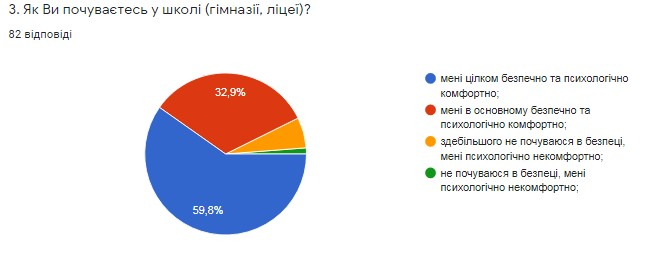 3. Як Ви почуваєтесь у школі (гімназії, ліцеї)?
82 відповіді
32,9%
59,8%
мені цілком безпечно та психологічно
комфортно;
мені в основному безпечно та
психологічно комфортно;
здебільшого не почуваюся в безпеці,
мені психологічно некомфортно;
не почуваюся в безпеці, мені
психологічно некомфортно;